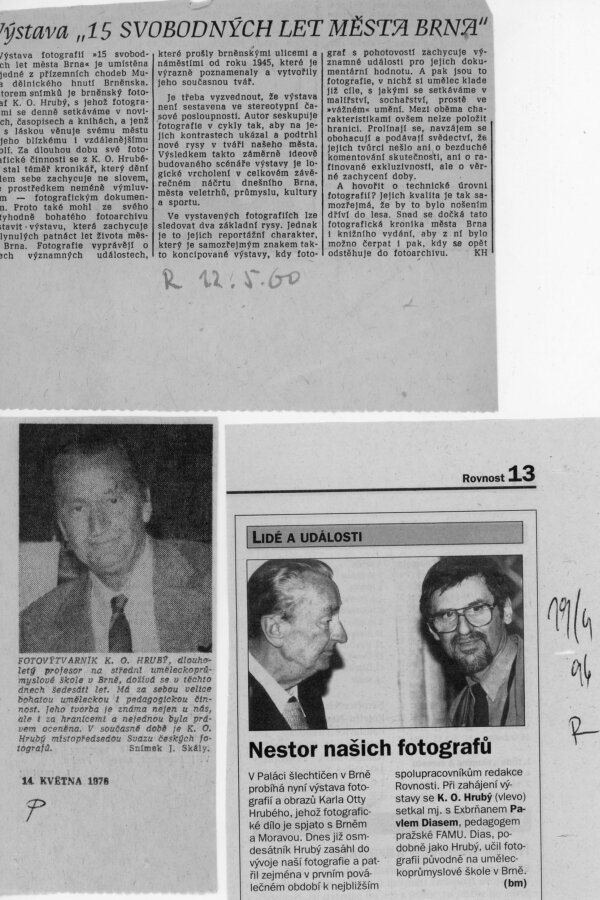 Výstava „15 SVOBODNÝCH LET MĚSTA BRNA"
Výstava fotografií »15 svobod-
ch let města Brna« je umístěna
jedné z přízemních chodeb Mu-
a dělnického hnutí Brněnska.
torem snímků je brněnský foto-
af K. O. Hrubý, s jehož fotogra-
mi se denně setkáváme v novi-
ch, časopisech a knihách, a jenž
s láskou věnuje svému městu
jeho blízkému i vzdálenějšímu
olí. Za dlouhou dobu své foto-
afické činnosti se z K. O. Hrubé-
stal téměř kronikář, který dění
lem sebe zachycuje ne slovem,
e prostředkem neméně výmluv-
m — fotografickým dokumen-
m. Proto také mohl ze svého
tyhodně bohatého fotoarchivu
stavit výstavu, která zachycuje
plynulých patnáct let života měs-
Brna. Fotografie vyprávějí o
ech významných událostech,
které prošly brněnskými ulicemi a
náměstími od roku 1945, které je
výrazně poznamenaly a vytvořily
jeho současnou tvář.
Je třeba vyzvednout, že výstava
není sestavena ve stereotypní ča-
sové posloupnosti. Autor seskupuje
fotografie v cykly tak, aby na je-
jich kontrastech ukázal a podtrhl
nové rysy v tváři našeho města.
Výsledkem takto záměrně ideově
budovaného scénáře výstavy je lo-
gické vrcholení v celkovém závě-
rečném náčrtu dnešního Brna,
města veletrhů, průmyslu, kultury
a sportu.
Ve vystavených fotografiích lze
sledovat dva základní rysy. Jednak
je to jejich reportážní charakter,
který je samozřejmým znakem tak-
to koncipované výstavy, kdy foto-
graf s pohotovostí zachycuje vý-
znamné události pro jejich doku-
mentární hodnotu. A pak jsou to
fotografie, v nichž si umělec klade
již cíle, s jakými se setkáváme v
malířství, sochařství, prostě ve
»vážném« umění. Mezi oběma cha-
rakteristikami ovšem nelze položit
hranici. Prolínají se, navzájem se
obohacují a podávají svědectví, že
jejich tvůrci nešlo ani o bezduché
komentování skutečnosti, ani o ra-
finované exkluzivnosti, ale o věr-
né zachycení doby.
A hovořit o technické úrovni
fotografií? Jejich kvalita je tak sa-
mozřejmá, že by to bylo nošením
dříví do lesa. Snad se dočká tato
fotografická kronika města Brna
i knižního vydání, aby z ní bylo
možno čerpat i pak, kdy se opět
odstěhuje do fotoarchivu. KH
R 12.5.60
FOTOVÝTVARNÍK K. O. HRUBÝ, dlouho-
letý profesor na střední uměleckoprů-
myslové škole v Brně, dožívá se v těchto
dnech šedesáti let. Má za sebou velice
bohatou uměleckou i pedagogickou čin-
nost. Jeho tvorba je známa nejen u nás,
ale i za hranicemi a nejednou byla prá-
vem oceněna. V současné době je K. O.
Hrubý místopředsedou Svazu českých fo-
tografů. Snímek J. Skály.
14. KVĚTNA 1976
P
Rovnost 13
LIDÉ A UDÁLOSTI
Nestor našich fotografů
V Paláci šlechtičen v Brně
probíhá nyní výstava foto-
grafií a obrazů Karla Otty
Hrubého, jehož fotografic-
ké dílo je spjato s Brněm
a Moravou. Dnes již osm-
desátník Hrubý zasáhl do
vývoje naší fotografie a pat-
řil zejména v prvním pová-
lečném období k nejbližším
spolupracovníkům redakce
Rovnosti. Při zahájení vý-
stavy se K. O. Hrubý (vlevo)
setkal mj. s Exbrňanem Pa-
vlem Diasem, pedagogem
pražské FAMU. Dias, po-
dobně jako Hrubý, učil foto-
grafii původně na umělec-
koprůmyslové škole v Brně.
(bm)
19/4
96
R